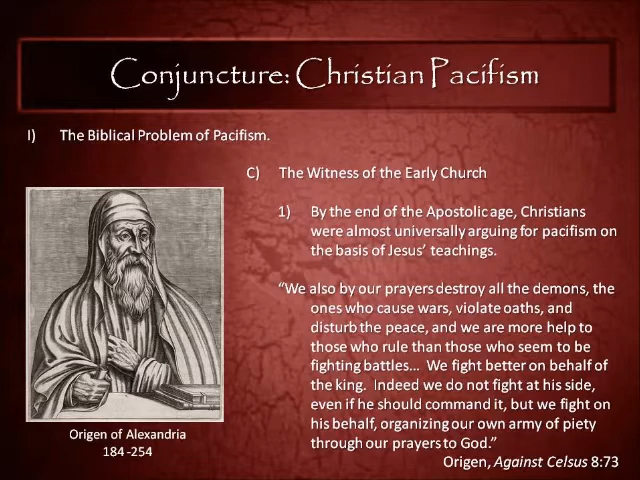 Conjuncture: Christian Pacifism
I) The Biblical Problem of Pacifism.
C) The Witness of the Early Church
1) By the end of the Apostolic age, Christians
were almost universally arguing for pacifism on
the basis of Jesus’ teachings.
“We also by our prayers destroy all the demons, the
ones who cause wars, violate oaths, and
disturb the peace, and we are more help to
those who rule than those who seem to be
fighting battles… We fight better on behalf of
the king. Indeed we do not fight at his side,
even if he should command it, but we fight on
his behalf, organizing our own army of piety
through our prayers to God.”
Origen, Against Celsus 8:73
Origen of Alexandria
184 -254